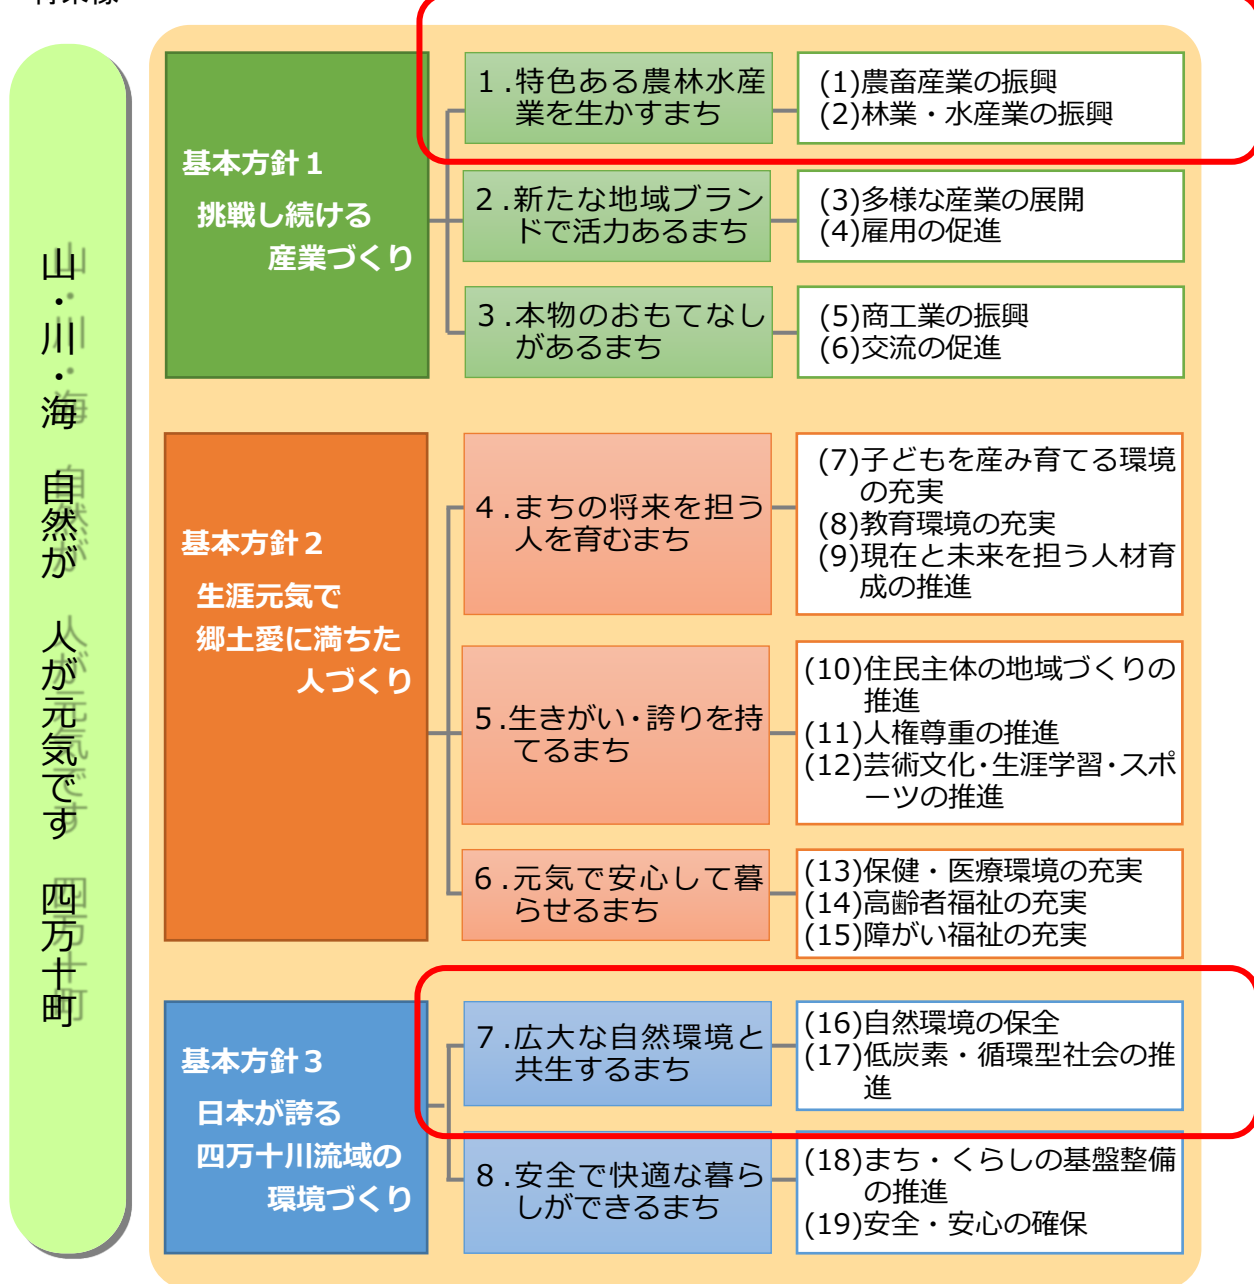 将来像
山・川・海　自然が　人が元気です　四万十町
基本方針１
挑戦し続ける
産業づくり
１.特色ある農林水産
業を生かすまち
(1)農畜産業の振興
(2)林業・水産業の振興
２.新たな地域ブラン
ドで活力あるまち
(3)多様な産業の展開
(4)雇用の促進
３.本物のおもてなし
があるまち
(5)商工業の振興
(6)交流の促進
基本方針２
生涯元気で
郷土愛に満ちた
人づくり
４.まちの将来を担う
人を育むまち
(7)子どもを産み育てる環境
の充実
(8)教育環境の充実
(9)現在と未来を担う人材育
成の推進
５.生きがい・誇りを持
てるまち
(10)住民主体の地域づくりの
推進
(11)人権尊重の推進
(12)芸術文化・生涯学習・スポ
ーツの推進
６.元気で安心して暮
らせるまち
(13)保健・医療環境の充実
(14)高齢者福祉の充実
(15)障がい福祉の充実
基本方針３
日本が誇る
四万十川流域の
環境づくり
７.広大な自然環境と
共生するまち
(16)自然環境の保全
(17)低炭素・循環型社会の推
進
８.安全で快適な暮ら
しができるまち
(18)まち・くらしの基盤整備
の推進
(19)安全・安心の確保